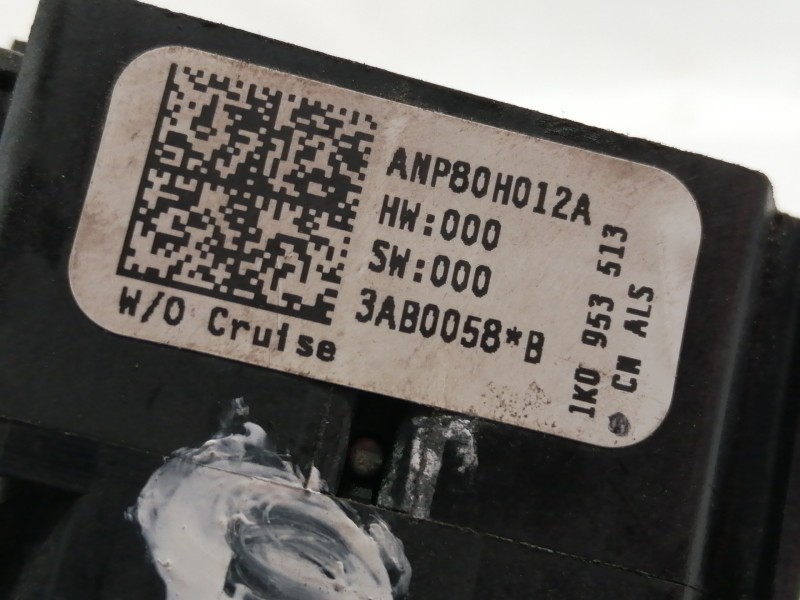 ANP80H012A
HW:000
SW:000
3AB0058*B
W/O Cruise
1K0 953 513
CN ALS